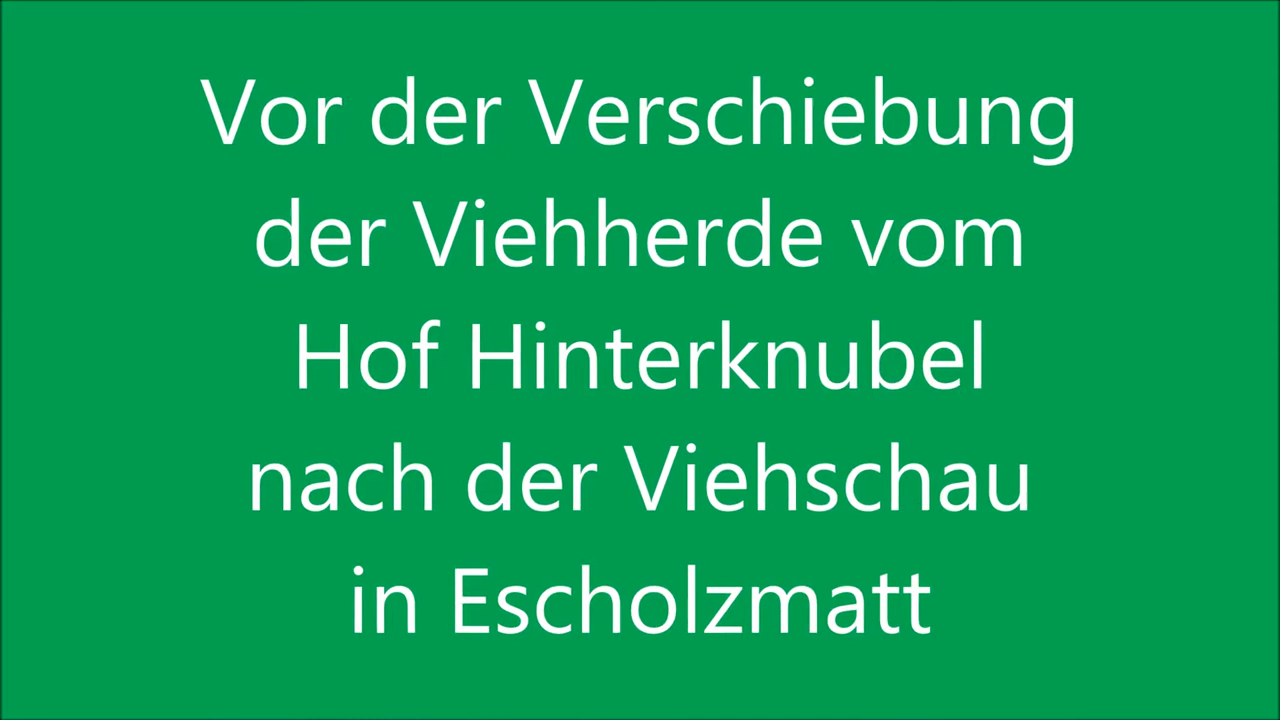 Vor der Verschiebung
der Viehherde vom
Hof Hinterknubel
nach der Viehschau
in Escholzmatt